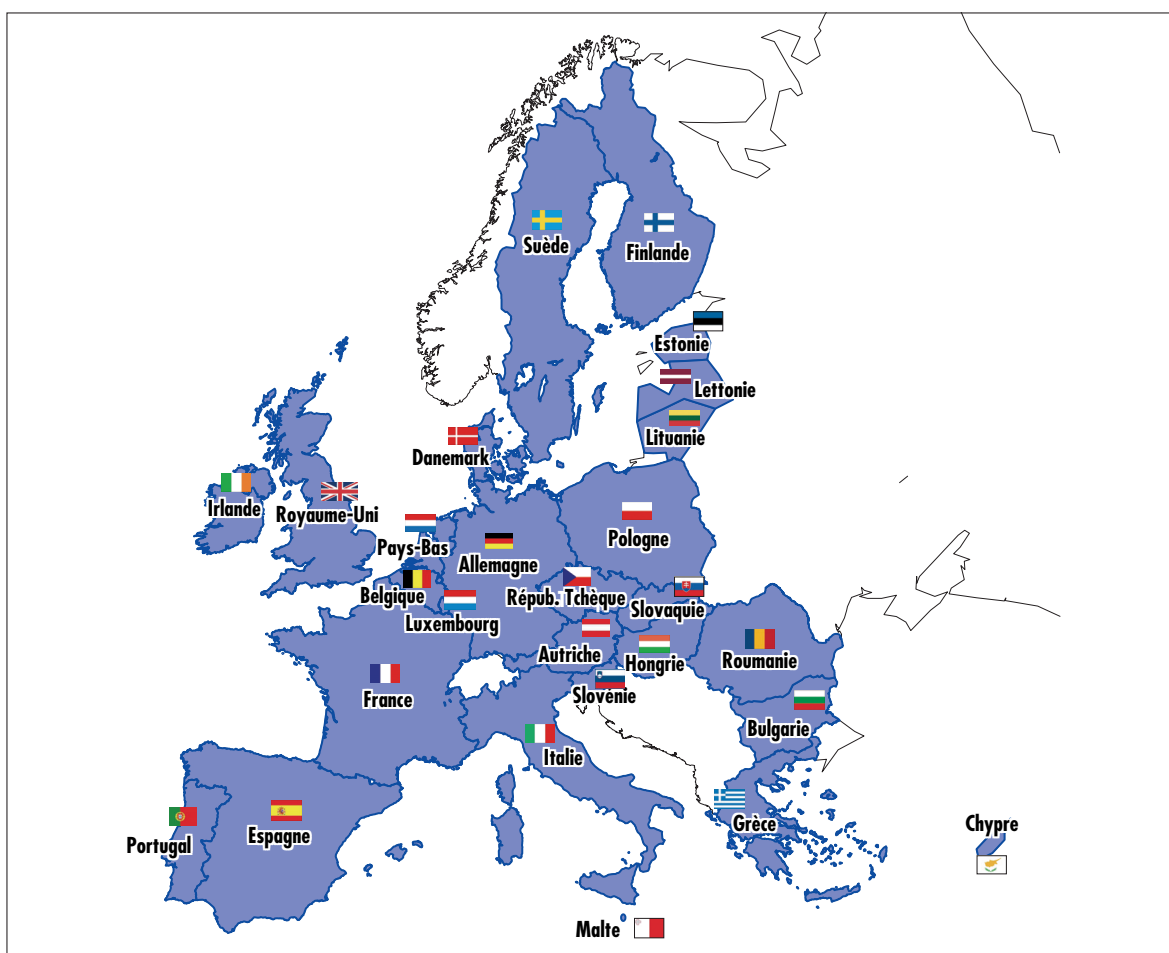 Suède
Finlande
Estonie
Lettonie
Lituanie
Danemark
Irlande
Royaume-Uni
Pays-Bas
Allemagne
Pologne
Belgique
Répub. Tchèque
Slovaquie
Luxembourg
Autriche
Hongrie
Roumanie
France
Slovénie
Bulgarie
Italie
Grèce
Chypre
Portugal
Espagne
Malte